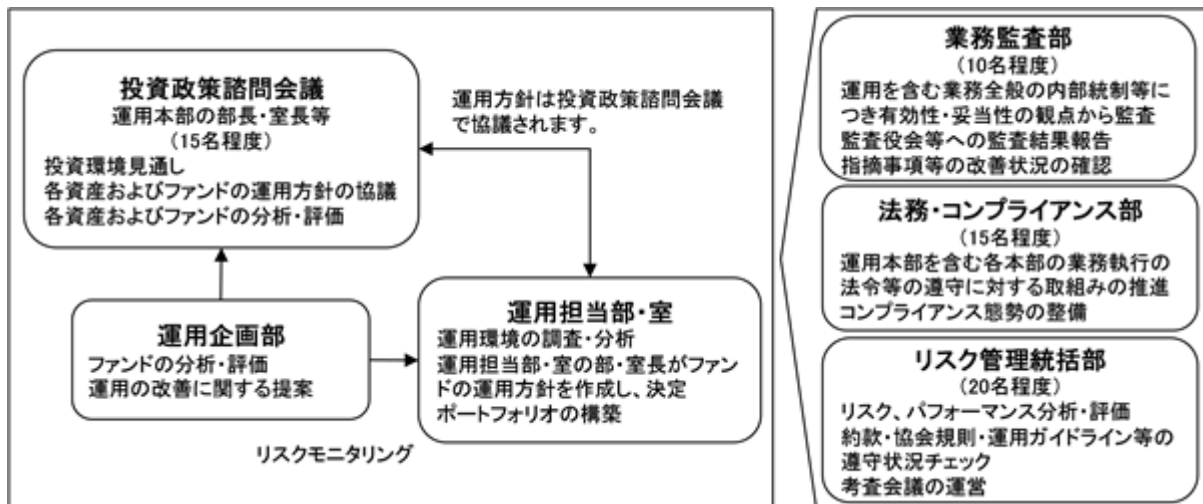 投資政策諮問会議
運用本部の部長・室長等
(15名程度)
投資環境見通し
各資産およびファンドの運用方針の協議
各資産およびファンドの分析・評価
運用方針は投資政策諮問会議
で協議されます。
運用企画部
ファンドの分析・評価
運用の改善に関する提案
運用担当部・室
運用環境の調査・分析
運用担当部・室の部・室長がファン
ドの運用方針を作成し、決定
ポートフォリオの構築
リスクモニタリング
業務監査部
(10名程度)
運用を含む業務全般の内部統制等に
つき有効性・妥当性の観点から監査
監査役会等への監査結果報告
指摘事項等の改善状況の確認
法務・コンプライアンス部
(15名程度)
運用本部を含む各本部の業務執行の
法令等の遵守に対する取組みの推進
コンプライアンス態勢の整備
リスク管理統括部
(20名程度)
リスク、パフォーマンス分析・評価
約款・協会規則・運用ガイドライン等の
遵守状況チェック
考査会議の運営